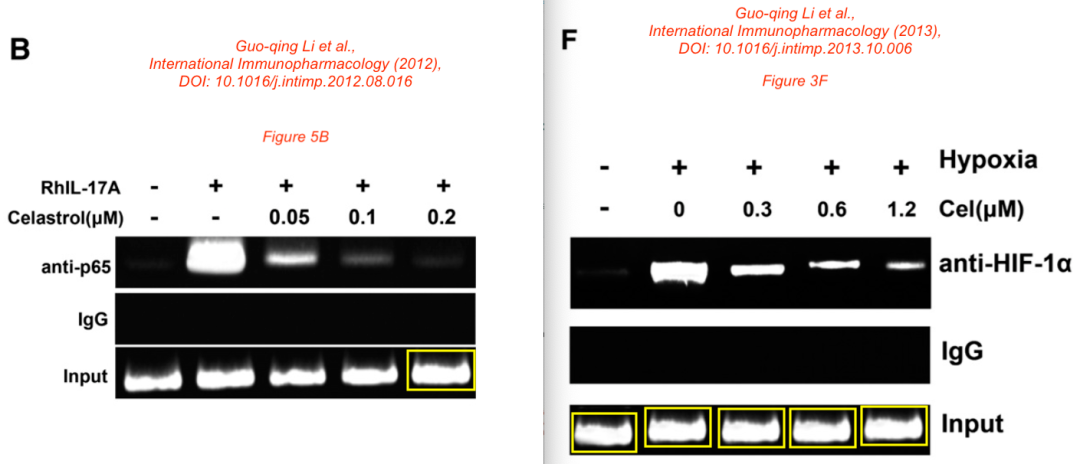 B
Guo-qing Li et al.,
International Immunopharmacology (2012),
DOI: 10.1016/j.intimp.2012.08.016
Figure 5B
RhIL-17A - + + + +
Celastrol(μM) - - 0.05 0.1 0.2
anti-p65
IgG
Input
F
Guo-qing Li et al.,
International Immunopharmacology (2013),
DOI: 10.1016/j.intimp.2013.10.006
Figure 3F
- + + + + Hypoxia
- 0 0.3 0.6 1.2 Cel(μM)
anti-HIF-1α
IgG
Input